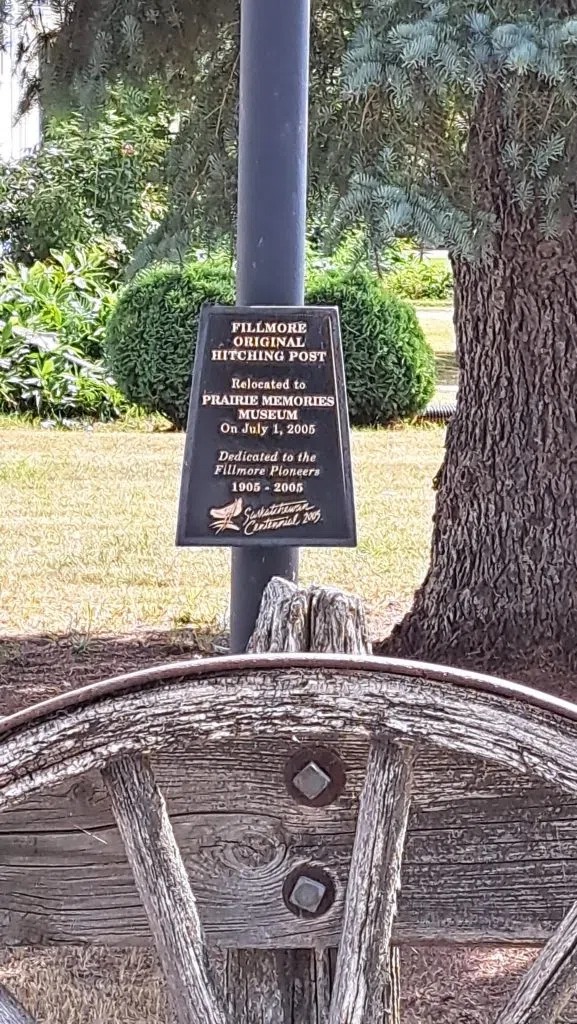 FILLMORE
ORIGINAL
HITCHING POST
Relocated to
PRAIRIE MEMORIES
MUSEUM
On July 1, 2005
Dedicated to the
Fillmore Pioneers
1905 - 2005
Saskatchewan
Centennial 2005